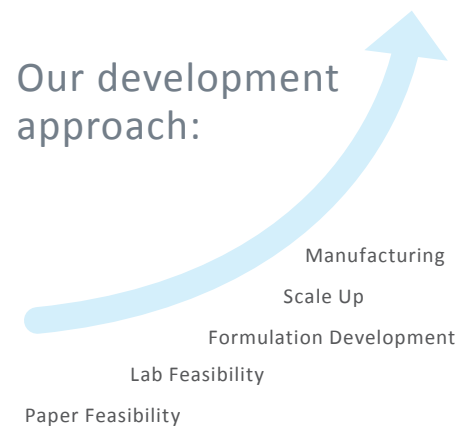 Our development
approach:
Manufacturing
Scale Up
Formulation Development
Lab Feasibility
Paper Feasibility